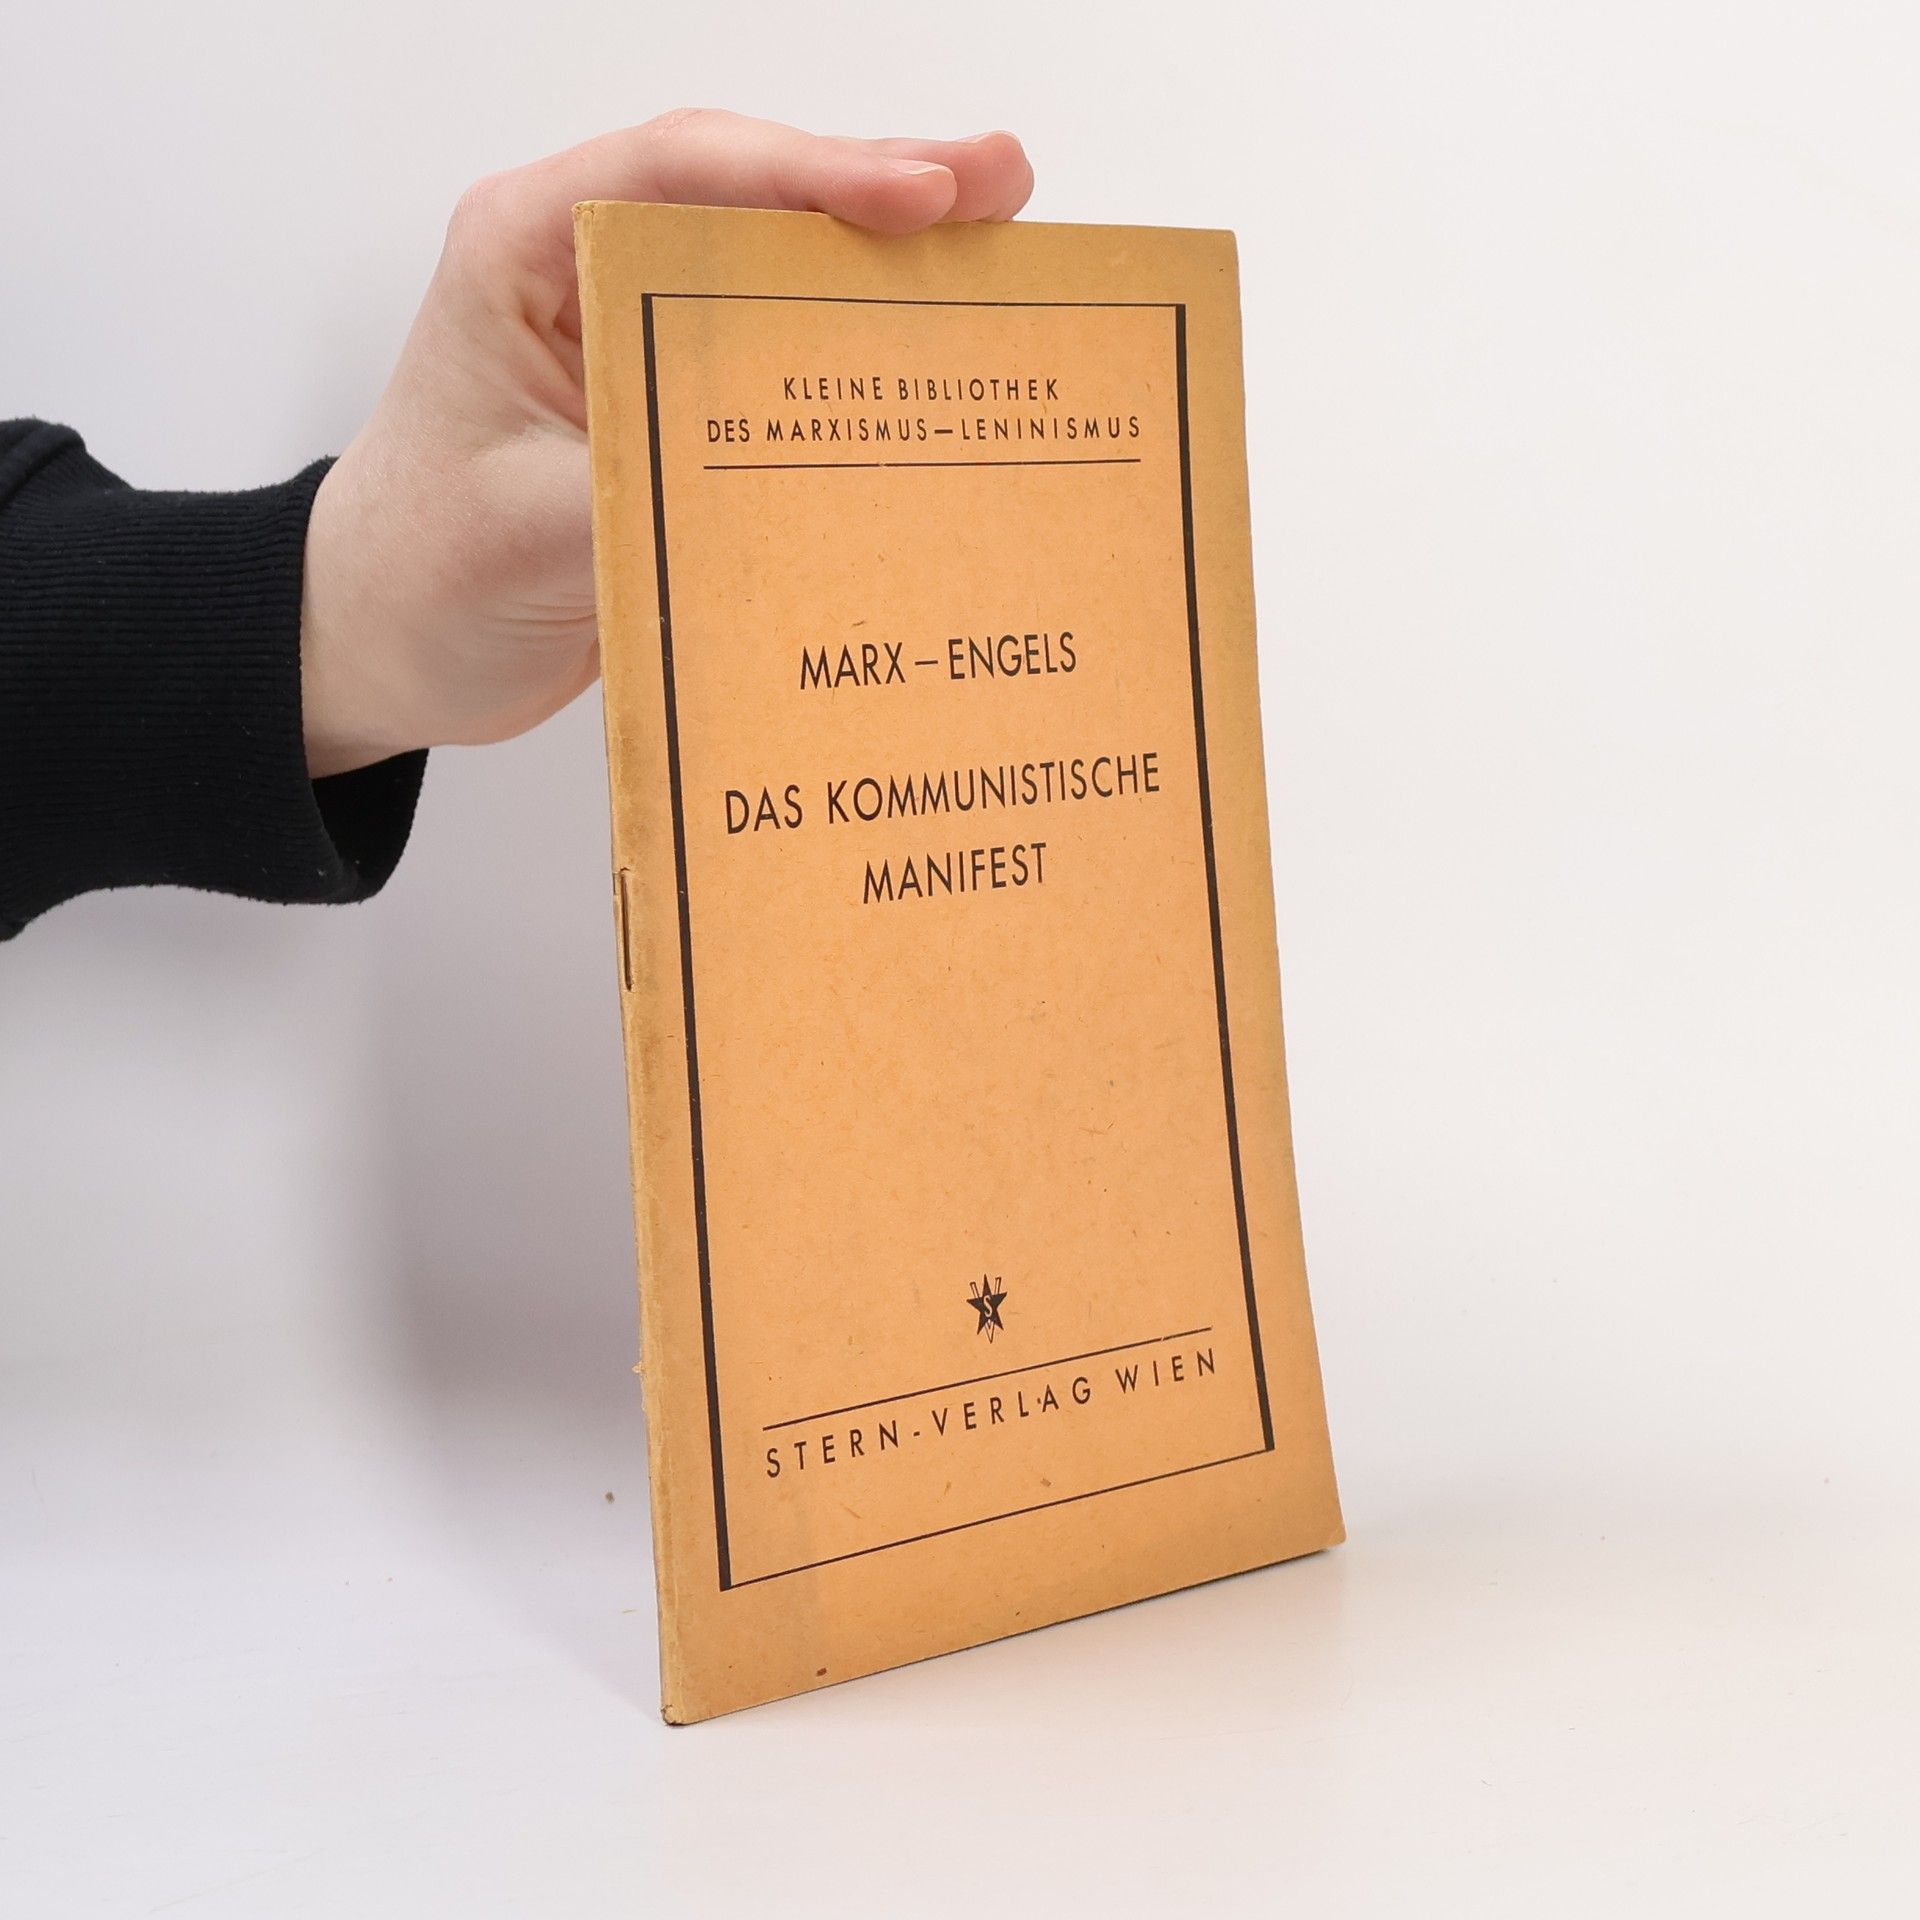 KLEINE BIBLIOTHEK
DES MARXISMUS—LENINISMUS
MARX – ENGELS
DAS KOMMUNISTISCHE
MANIFEST
S
V
STERN-VERLAG WIEN